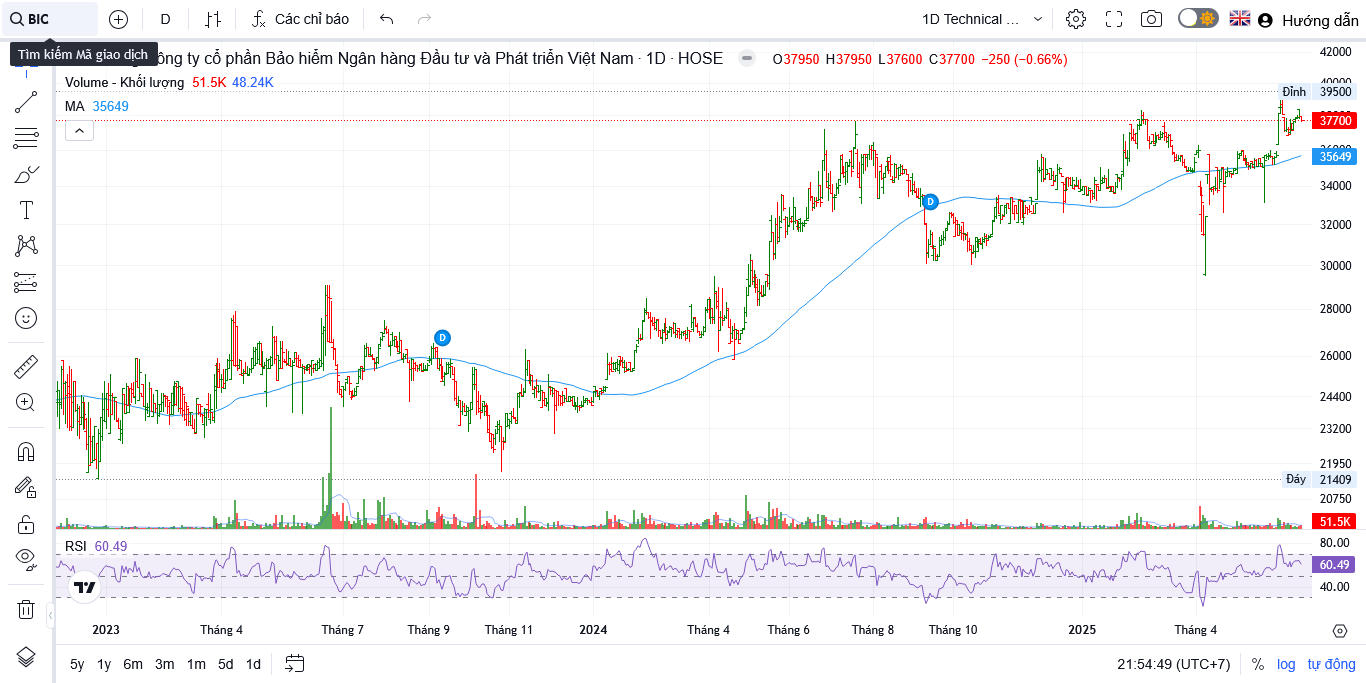 BIC D Các chỉ báo 1D Technical ... Hướng dẫn
Tìm kiếm Mã giao dịch
ông ty cổ phần Bảo hiểm Ngân hàng Đầu tư và Phát triển Việt Nam · 1D · HOSE O37950 H37950 L37600 C37700 −250 (−0.66%)
Volume - Khối lượng 51.5K 48.24K
MA 35649
42000
40000
Đỉnh 39500
37700
35649
34000
D
32000
30000
28000
D
26000
24400
23200
21950
Đáy 21409
20750
51.5K
RSI 60.49
80.00
60.49
40.00
2023 Tháng 4 Tháng 7 Tháng 9 Tháng 11 2024 Tháng 4 Tháng 6 Tháng 8 Tháng 10 2025 Tháng 4
5y 1y 6m 3m 1m 5d 1d 21:54:49 (UTC+7) % log tự động